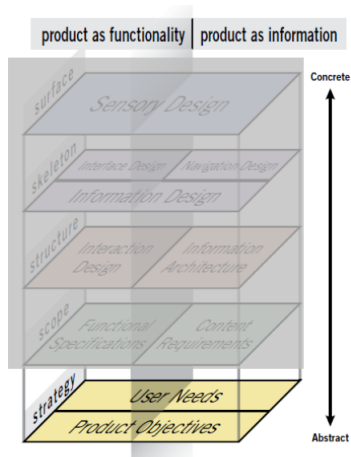 product as functionality product as information
Concrete
surface
Sensory Design
skeleton
Interface Design Navigation Design
Information Design
structure
Interaction Information
Design Architecture
scope
Functional Content
Specifications Requirements
strategy
User Needs
Product Objectives
Abstract